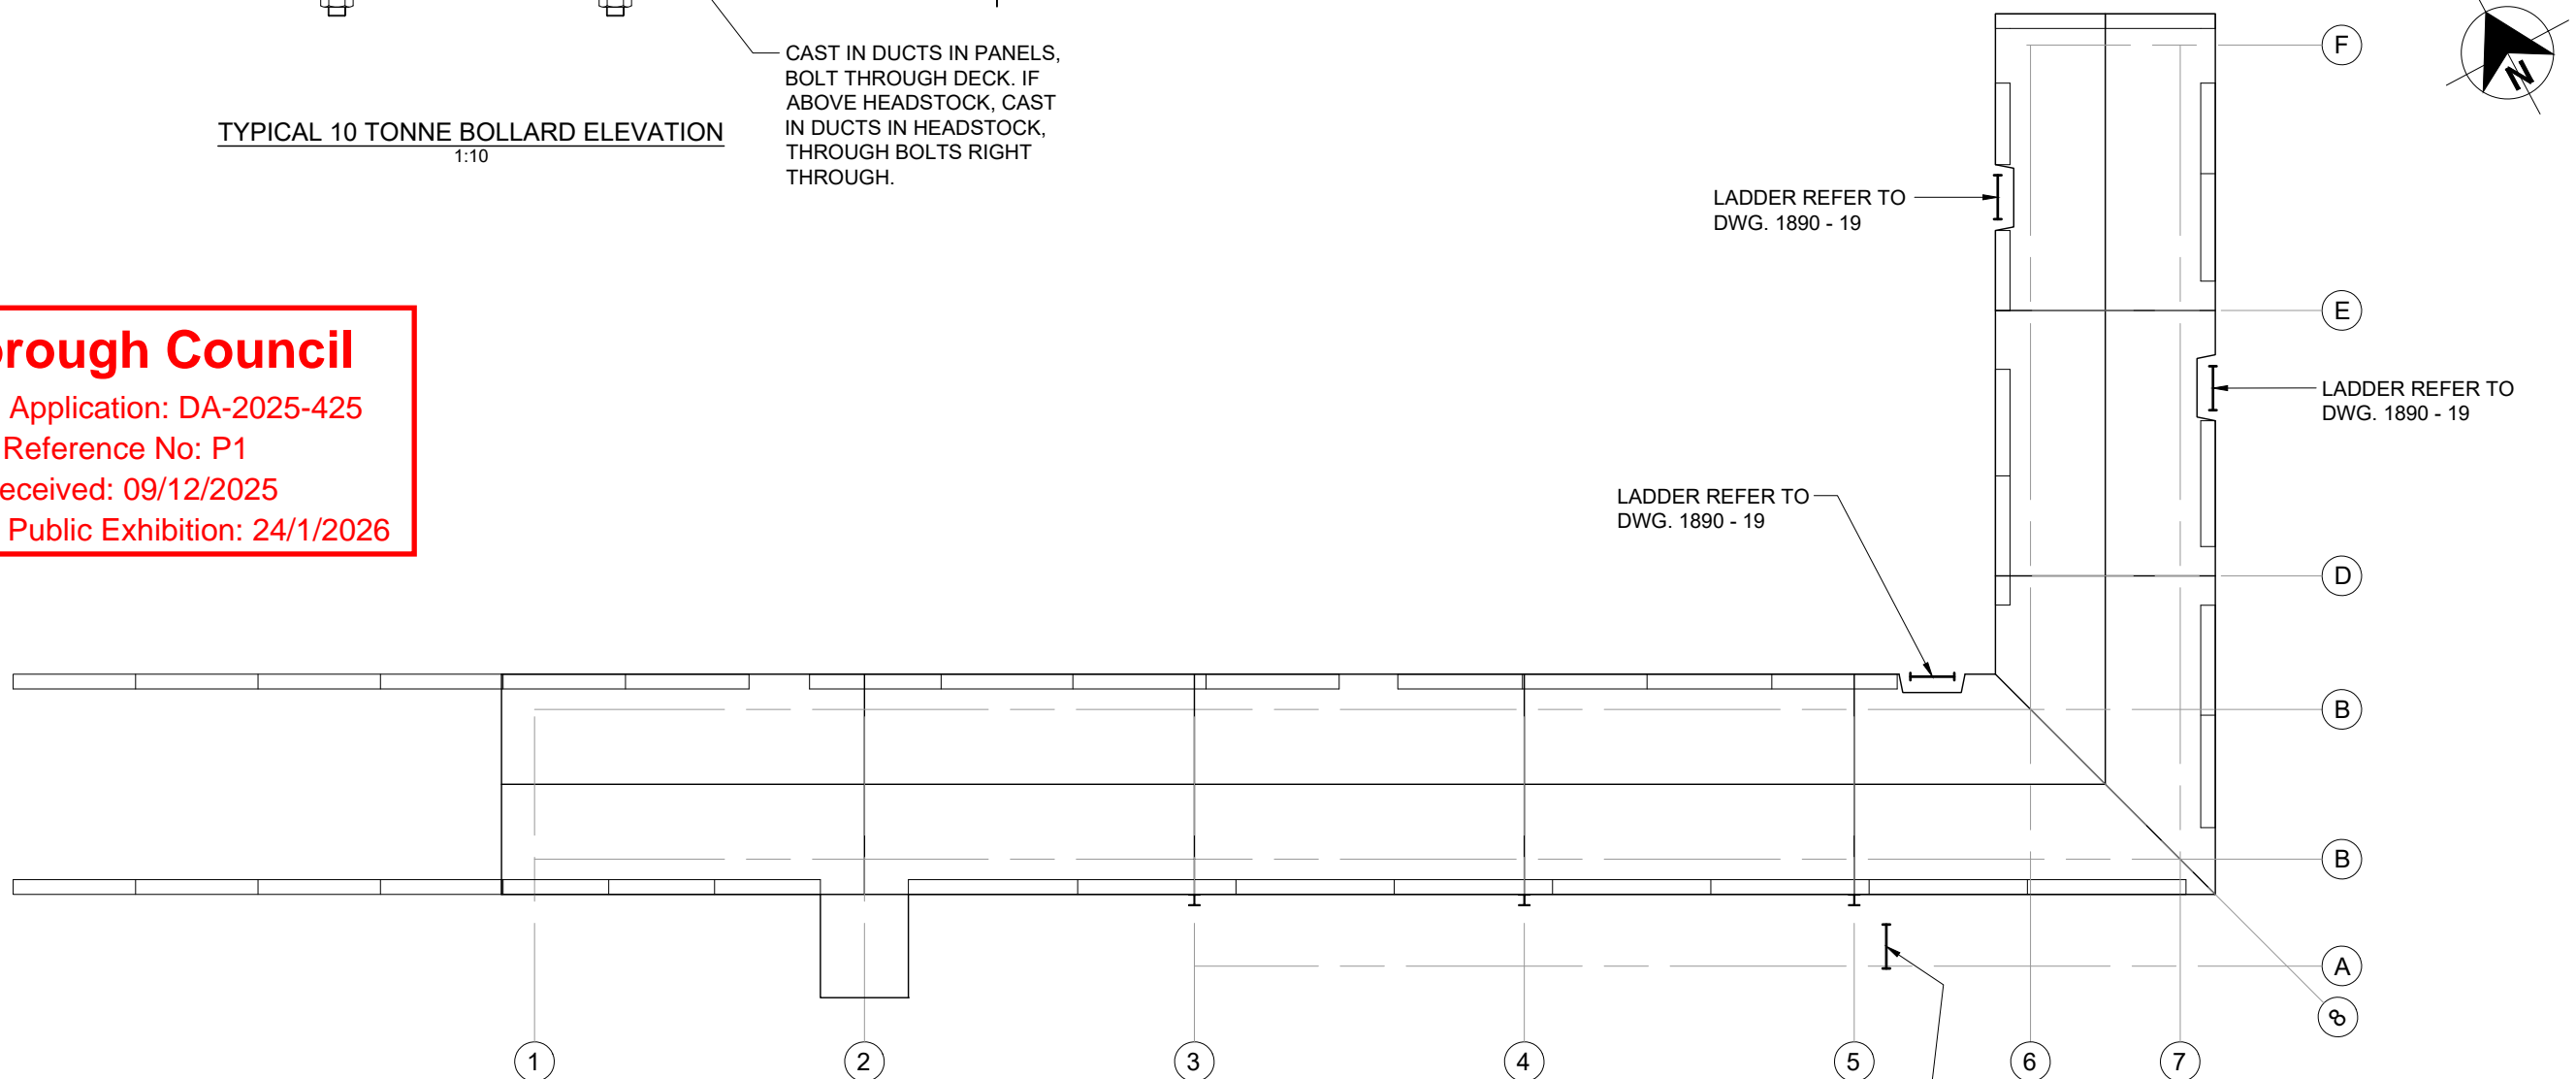 CAST IN DUCTS IN PANELS,
BOLT THROUGH DECK. IF
ABOVE HEADSTOCK, CAST
IN DUCTS IN HEADSTOCK,
THROUGH BOLTS RIGHT
THROUGH.
TYPICAL 10 TONNE BOLLARD ELEVATION
1:10
N
LADDER REFER TO
DWG. 1890 - 19
LADDER REFER TO
DWG. 1890 - 19
LADDER REFER TO
DWG. 1890 - 19
orough Council
Application: DA-2025-425
Reference No: P1
eceived: 09/12/2025
Public Exhibition: 24/1/2026
F
E
D
B
B
A
8
1
2
3
4
5
6
7